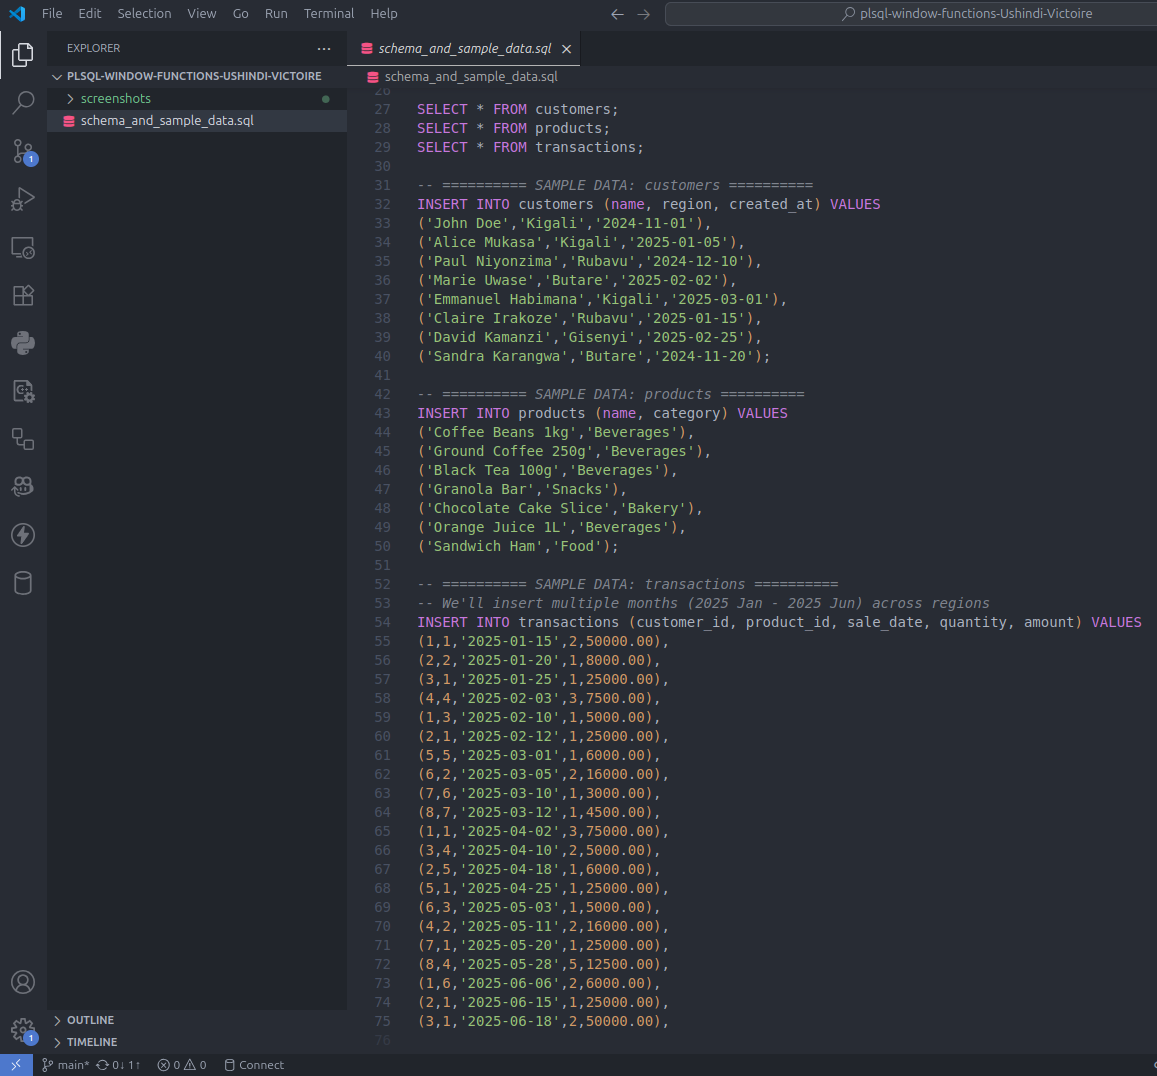 File Edit Selection View Go Run Terminal Help
plsql-window-functions-Ushindi-Victoire
EXPLORER
PLSQL-WINDOW-FUNCTIONS-USHINDI-VICTOIRE
screenshots
schema_and_sample_data.sql
1
schema_and_sample_data.sql
schema_and_sample_data.sql
26
27 SELECT * FROM customers;
28 SELECT * FROM products;
29 SELECT * FROM transactions;
30
31 -- ========== SAMPLE DATA: customers ==========
32 INSERT INTO customers (name, region, created_at) VALUES
33 ('John Doe','Kigali','2024-11-01'),
34 ('Alice Mukasa','Kigali','2025-01-05'),
35 ('Paul Niyonzima','Rubavu','2024-12-10'),
36 ('Marie Uwase','Butare','2025-02-02'),
37 ('Emmanuel Habimana','Kigali','2025-03-01'),
38 ('Claire Irakoze','Rubavu','2025-01-15'),
39 ('David Kamanzi','Gisenyi','2025-02-25'),
40 ('Sandra Karangwa','Butare','2024-11-20');
41
42 -- ========== SAMPLE DATA: products ==========
43 INSERT INTO products (name, category) VALUES
44 ('Coffee Beans 1kg','Beverages'),
45 ('Ground Coffee 250g','Beverages'),
46 ('Black Tea 100g','Beverages'),
47 ('Granola Bar','Snacks'),
48 ('Chocolate Cake Slice','Bakery'),
49 ('Orange Juice 1L','Beverages'),
50 ('Sandwich Ham','Food');
51
52 -- ========== SAMPLE DATA: transactions ==========
53 -- We'll insert multiple months (2025 Jan - 2025 Jun) across regions
54 INSERT INTO transactions (customer_id, product_id, sale_date, quantity, amount) VALUES
55 (1,1,'2025-01-15',2,50000.00),
56 (2,2,'2025-01-20',1,8000.00),
57 (3,1,'2025-01-25',1,25000.00),
58 (4,4,'2025-02-03',3,7500.00),
59 (1,3,'2025-02-10',1,5000.00),
60 (2,1,'2025-02-12',1,25000.00),
61 (5,5,'2025-03-01',1,6000.00),
62 (6,2,'2025-03-05',2,16000.00),
63 (7,6,'2025-03-10',1,3000.00),
64 (8,7,'2025-03-12',1,4500.00),
65 (1,1,'2025-04-02',3,75000.00),
66 (3,4,'2025-04-10',2,5000.00),
67 (2,5,'2025-04-18',1,6000.00),
68 (5,1,'2025-04-25',1,25000.00),
69 (6,3,'2025-05-03',1,5000.00),
70 (4,2,'2025-05-11',2,16000.00),
71 (7,1,'2025-05-20',1,25000.00),
72 (8,4,'2025-05-28',5,12500.00),
73 (1,6,'2025-06-06',2,6000.00),
74 (2,1,'2025-06-15',1,25000.00),
75 (3,1,'2025-06-18',2,50000.00),
76
OUTLINE
TIMELINE
1
main* 0↓ 1↑ 0 0 Connect